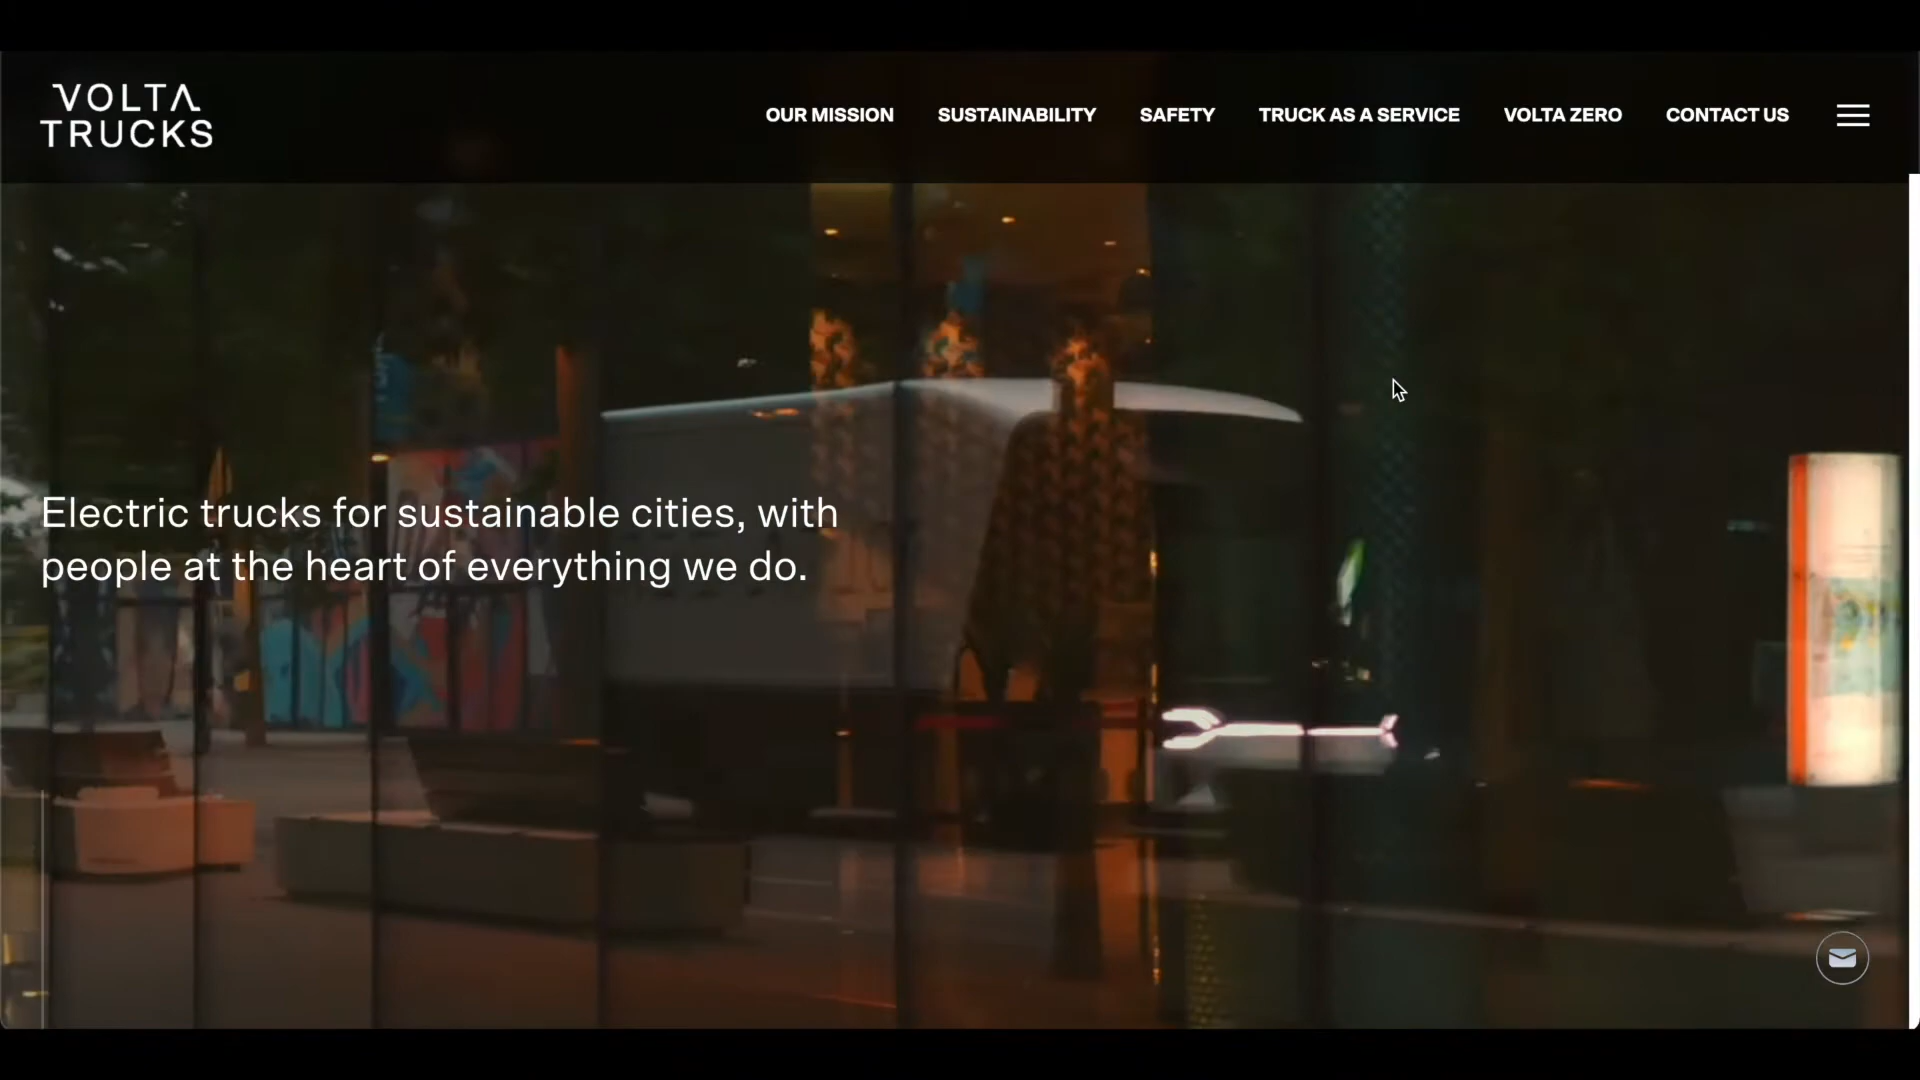 VOLTA
TRUCKS
OUR MISSION
SUSTAINABILITY
SAFETY
TRUCK AS A SERVICE
VOLTA ZERO
CONTACT US
Electric trucks for sustainable cities, with
people at the heart of everything we do.